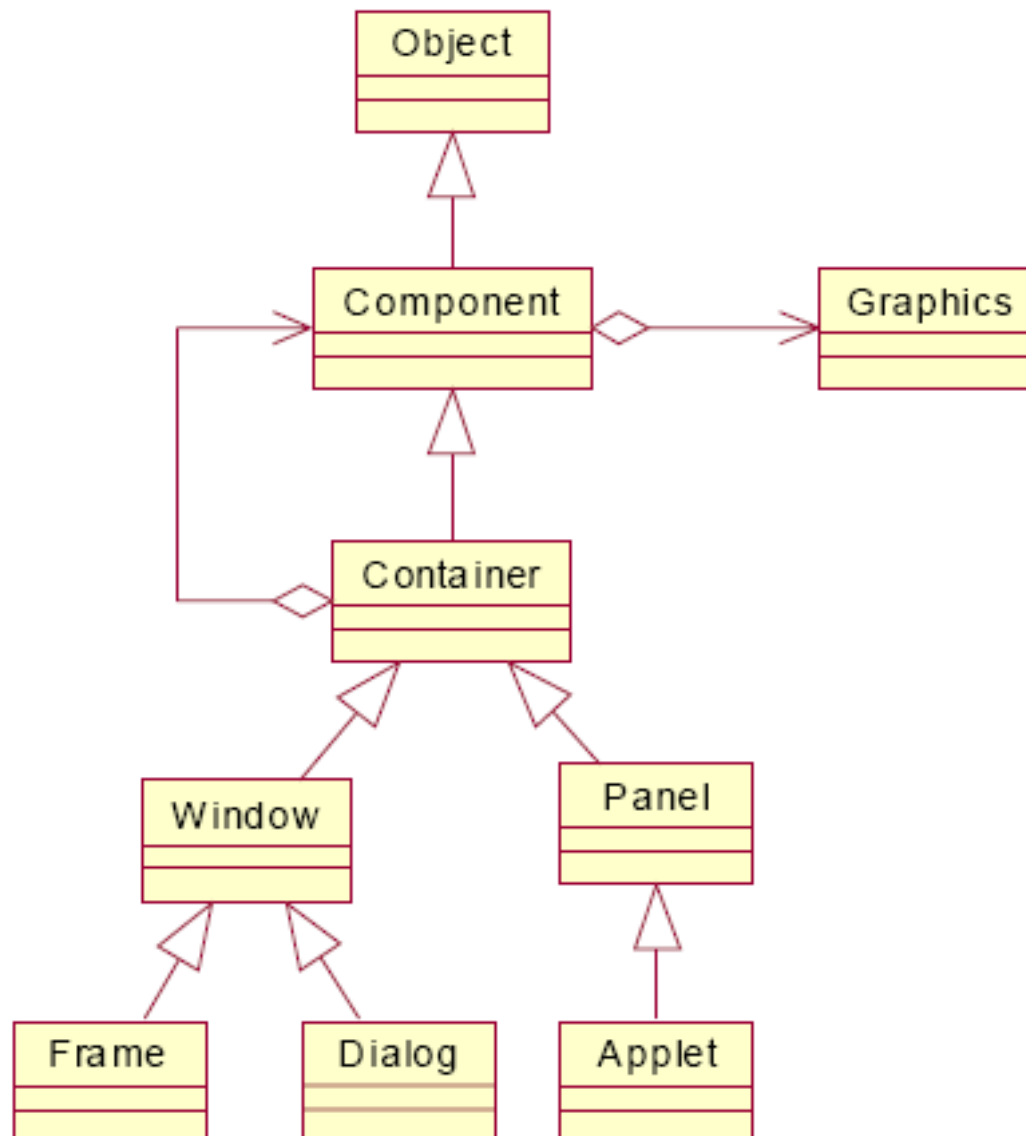 Object
Component
Graphics
Container
Window
Panel
Frame
Dialog
Applet